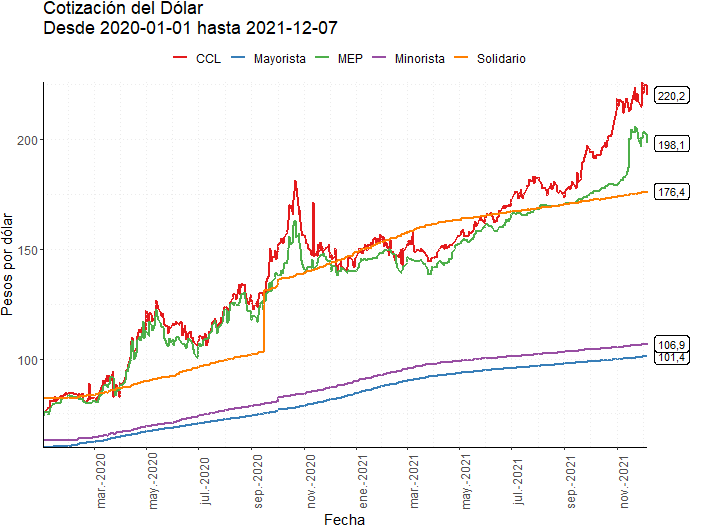 Cotización del Dólar
Desde 2020-01-01 hasta 2021-12-07
CCL Mayorista MEP Minorista Solidario
Pesos por dólar
200
150
100
220,2
198,1
176,4
106,9
101,4
mar.-2020
may.-2020
jul.-2020
sep.-2020
nov.-2020
ene.-2021
mar.-2021
may.-2021
jul.-2021
sep.-2021
nov.-2021
Fecha